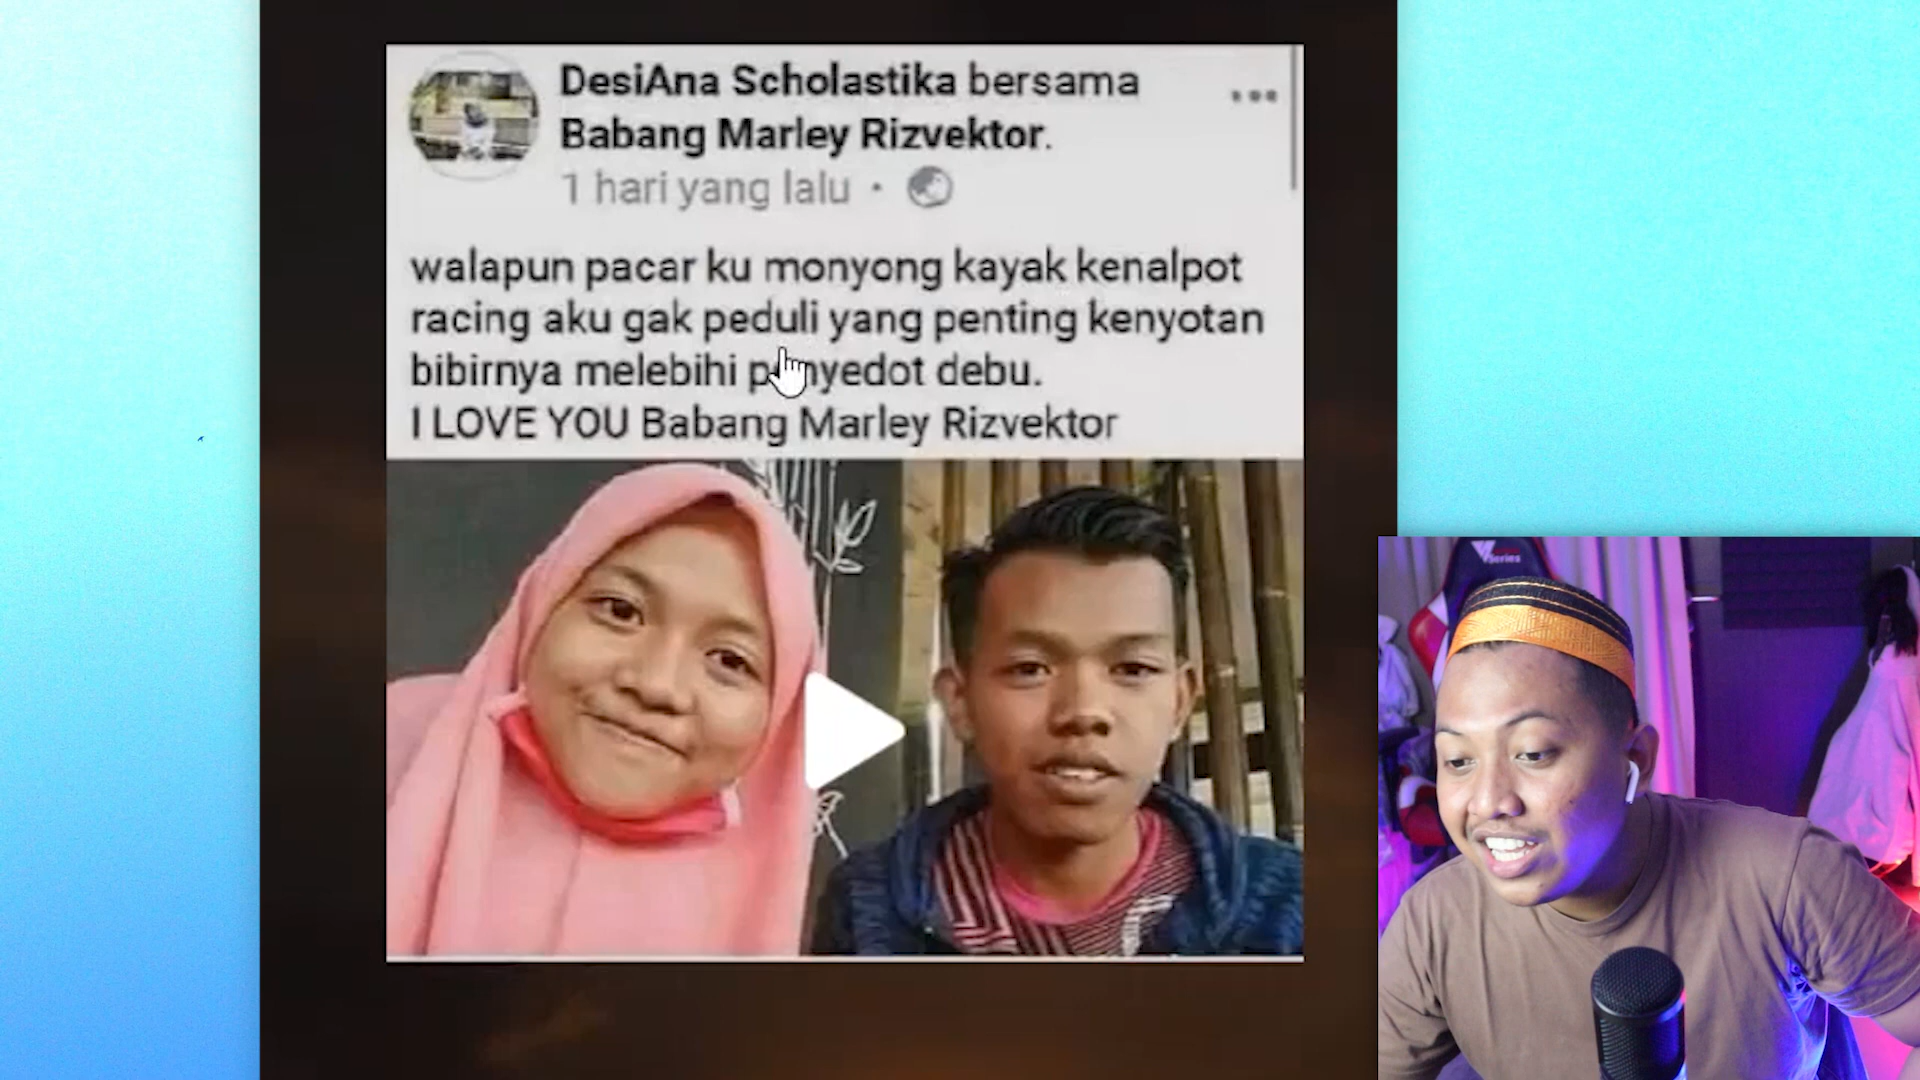 DesiAna Scholastika bersama
Babang Marley Rizvektor.
1 hari yang lalu
walapun pacar ku monyong kayak kenalpot
racing aku gak peduli yang penting kenyotan
bibirnya melebihi penyedot debu.
I LOVE YOU Babang Marley Rizvektor
Series